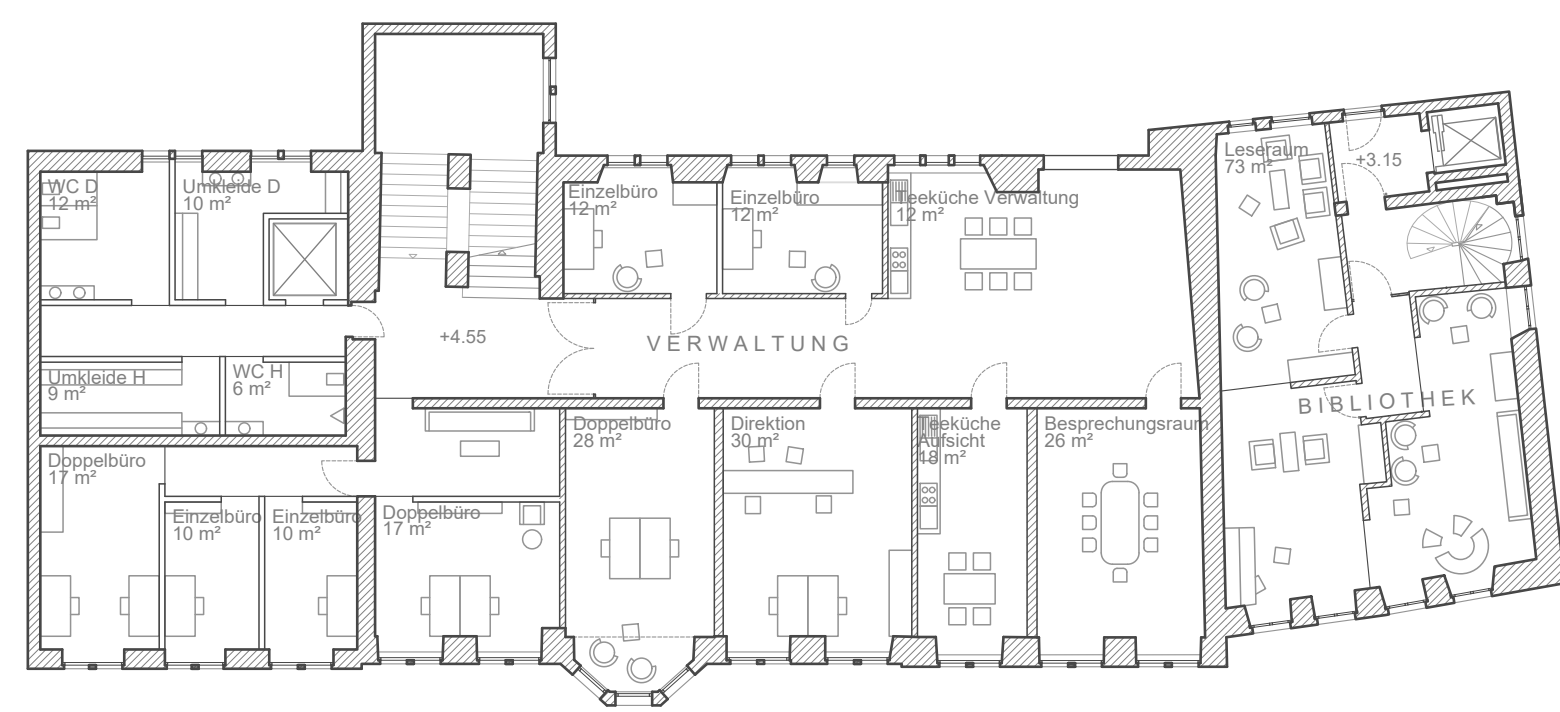 WC D
12 m²
Umkleide D
10 m²
Einzelbüro
12 m²
Einzelbüro
12 m²
Teeküche Verwaltung
12 m²
Leseraum
73 m²
+3.15
+4.55
VERWALTUNG
Umkleide H
9 m²
WC H
6 m²
BIBLIOTHEK
Doppelbüro
17 m²
Einzelbüro
10 m²
Einzelbüro
10 m²
Doppelbüro
17 m²
Doppelbüro
28 m²
Direktion
30 m²
Teeküche
Aufsicht
18 m²
Besprechungsraum
26 m²